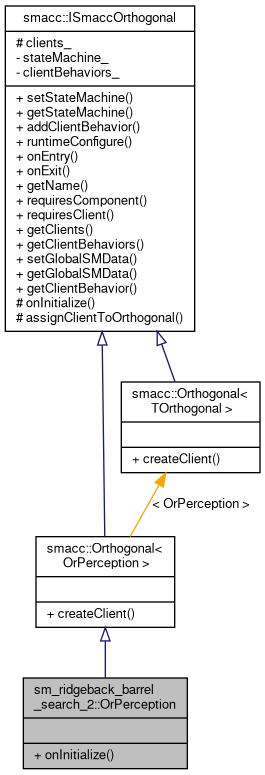 smacc::ISmaccOrthogonal
# clients_
- stateMachine_
- clientBehaviors_
+ setStateMachine()
+ getStateMachine()
+ addClientBehavior()
+ runtimeConfigure()
+ onEntry()
+ onExit()
+ getName()
+ requiresComponent()
+ requiresClient()
+ getClients()
+ getClientBehaviors()
+ setGlobalSMData()
+ getGlobalSMData()
+ getClientBehavior()
# onInitialize()
# assignClientToOrthogonal()
smacc::Orthogonal<
TOrthogonal >
+ createClient()
< OrPerception >
smacc::Orthogonal<
OrPerception >
+ createClient()
sm_ridgeback_barrel
_search_2::OrPerception
+ onInitialize()